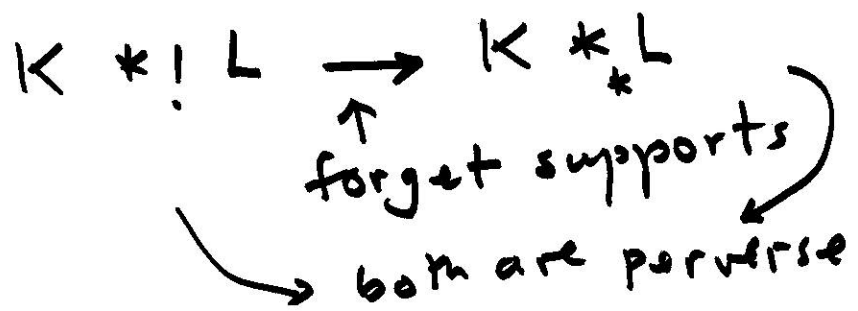 K *! L → K ** L
↑
forget supports
both are perverse